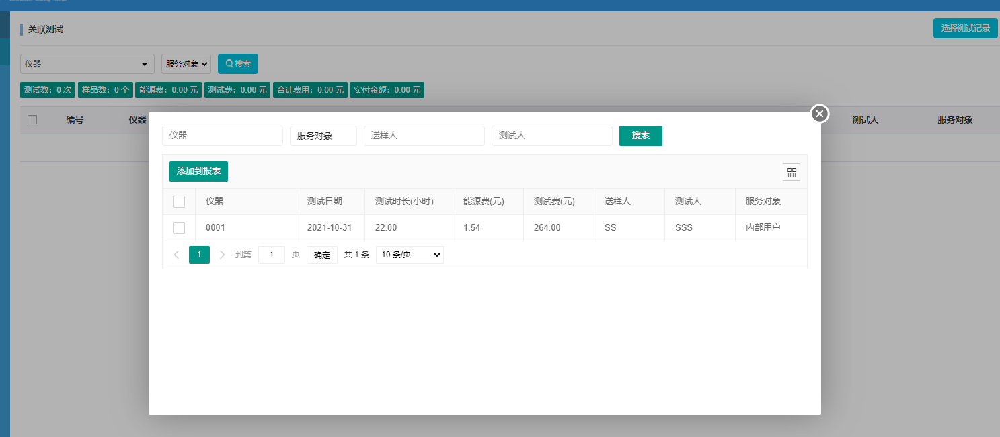 关联测试
选择测试记录
仪器 服务对象 搜索
测试数：0 次 样品数：0 个 能源费：0.00 元 测试费：0.00 元 合计费用：0.00 元 实付金额：0.00 元
编号 仪器 测试人 服务对象
仪器 服务对象 送样人 测试人 搜索
添加到报表
仪器 测试日期 测试时长(小时) 能源费(元) 测试费(元) 送样人 测试人 服务对象
0001 2021-10-31 22.00 1.54 264.00 SS SSS 内部用户
1 到第 1 页 确定 共 1 条 10 条/页